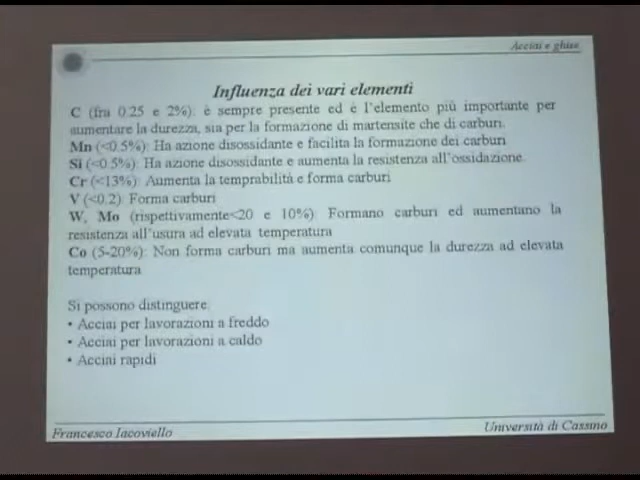 Acciai e ghise
Influenza dei vari elementi
C (fra 0.25 e 2%): è sempre presente ed è l'elemento più importante per
aumentare la durezza, sia per la formazione di martensite che di carburi.
Mn (<0.5%): Ha azione disossidante e facilita la formazione dei carburi
Si (<0.5%): Ha azione disossidante e aumenta la resistenza all'ossidazione.
Cr (<13%): Aumenta la temprabilità e forma carburi
V (<0.2): Forma carburi
W, Mo (rispettivamente<20 e 10%): Formano carburi ed aumentano la
resistenza all'usura ad elevata temperatura
Co (5-20%): Non forma carburi ma aumenta comunque la durezza ad elevata
temperatura
Si possono distinguere:
• Acciai per lavorazioni a freddo
• Acciai per lavorazioni a caldo
• Acciai rapidi
Francesco Iacoviello
Università di Cassino